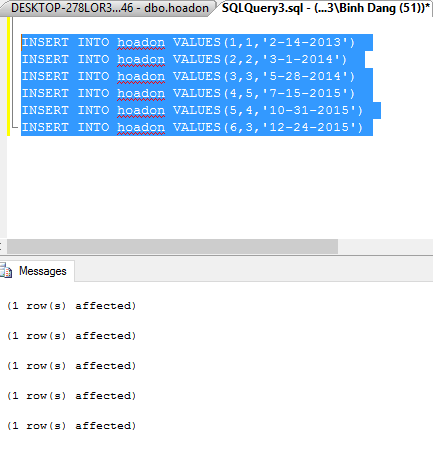 DESKTOP-278LOR3...46 - dbo.hoadon SQLQuery3.sql - (...3\Binh Dang (51))*
INSERT INTO hoadon VALUES(1,1,'2-14-2013')
INSERT INTO hoadon VALUES(2,2,'3-1-2014')
INSERT INTO hoadon VALUES(3,3,'5-28-2014')
INSERT INTO hoadon VALUES(4,5,'7-15-2015')
INSERT INTO hoadon VALUES(5,4,'10-31-2015')
INSERT INTO hoadon VALUES(6,3,'12-24-2015')
Messages
(1 row(s) affected)
(1 row(s) affected)
(1 row(s) affected)
(1 row(s) affected)
(1 row(s) affected)